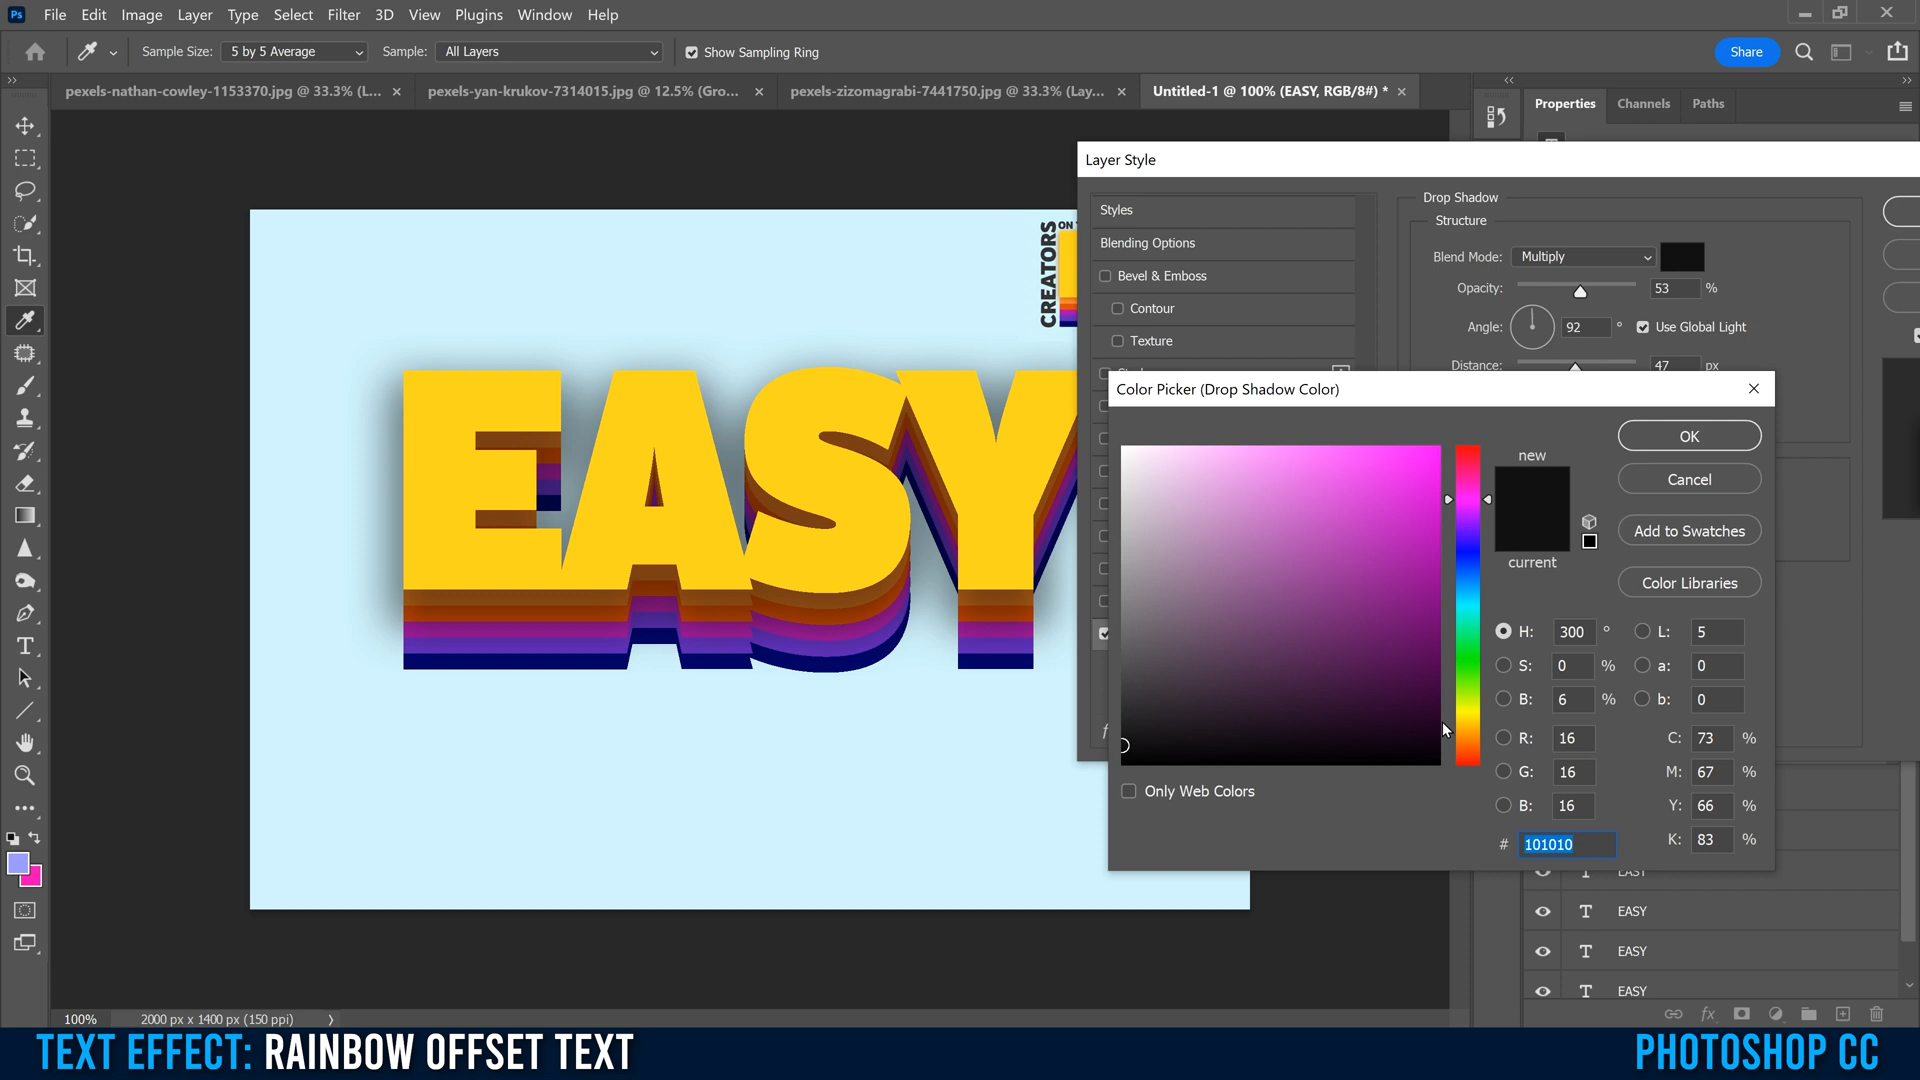 Ps File Edit Image Layer Type Select Filter 3D View Plugins Window Help
Sample Size: 5 by 5 Average Sample: All Layers Show Sampling Ring Share
pexels-nathan-cowley-1153370.jpg @ 33.3% (L... pexels-yan-krukov-7314015.jpg @ 12.5% (Gro... pexels-zizomagrabi-7441750.jpg @ 33.3% (Lay... Untitled-1 @ 100% (EASY, RGB/8#) *
Properties Channels Paths
Layer Style
Styles
Blending Options
Bevel & Emboss
Contour
Texture
Drop Shadow
Structure
Blend Mode: Multiply
Opacity: 53 %
Angle: 92 ° Use Global Light
Distance: 47 px
CREATORS
ON
EASY
Color Picker (Drop Shadow Color)
new
current
OK
Cancel
Add to Swatches
Color Libraries
H: 300 ° L: 5
S: 0 % a: 0
B: 6 % b: 0
R: 16 C: 73 %
G: 16 M: 67 %
B: 16 Y: 66 %
# 101010 K: 83 %
Only Web Colors
T EASY
T EASY
T EASY
T EASY
fx
100% 2000 px x 1400 px (150 ppi)
TEXT EFFECT: RAINBOW OFFSET TEXT
PHOTOSHOP CC